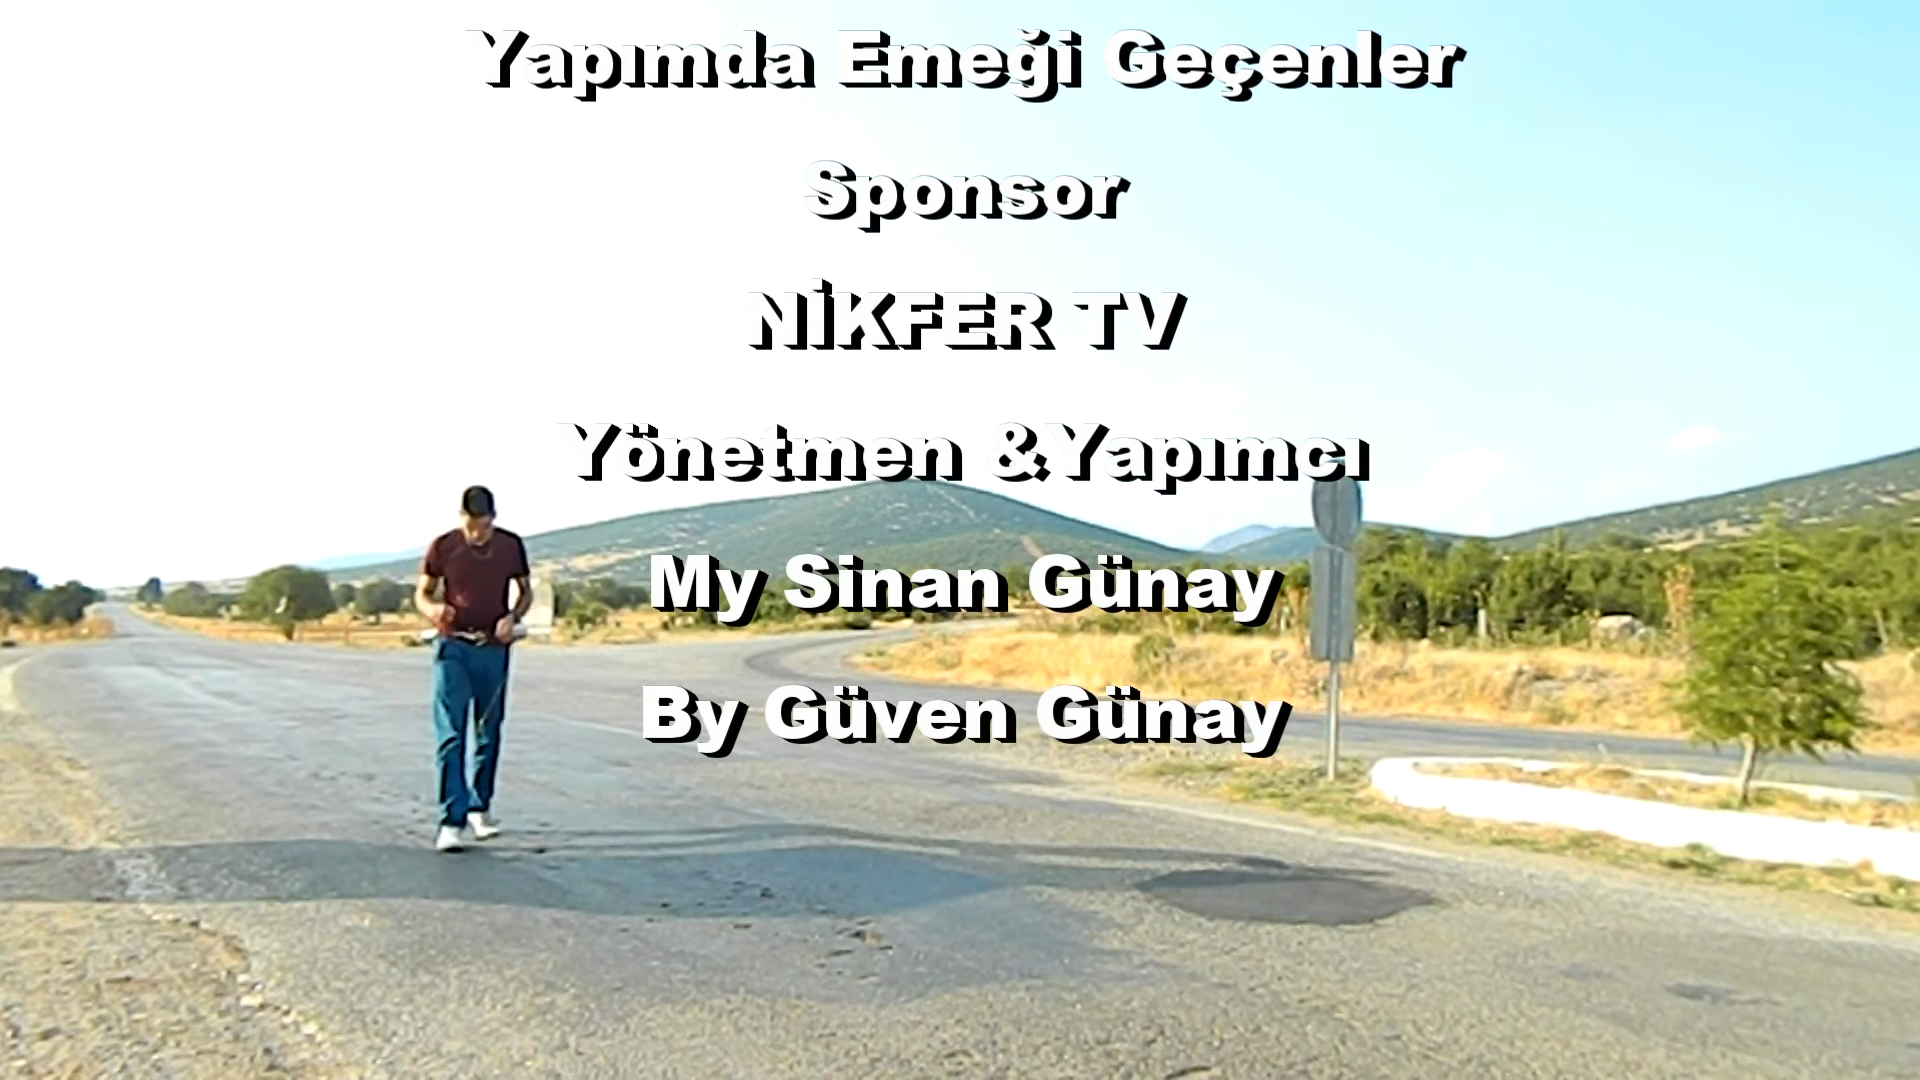 Yapımda Emeği Geçenler
Sponsor
NİKFER TV
Yönetmen &Yapımcı
My Sinan Günay
By Güven Günay